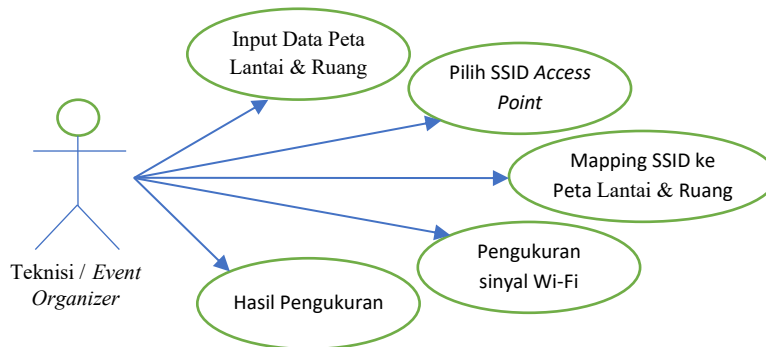 Input Data Peta
Lantai & Ruang
Pilih SSID Access
Point
Mapping SSID ke
Peta Lantai & Ruang
Pengukuran
sinyal Wi-Fi
Hasil Pengukuran
Teknisi / Event
Organizer